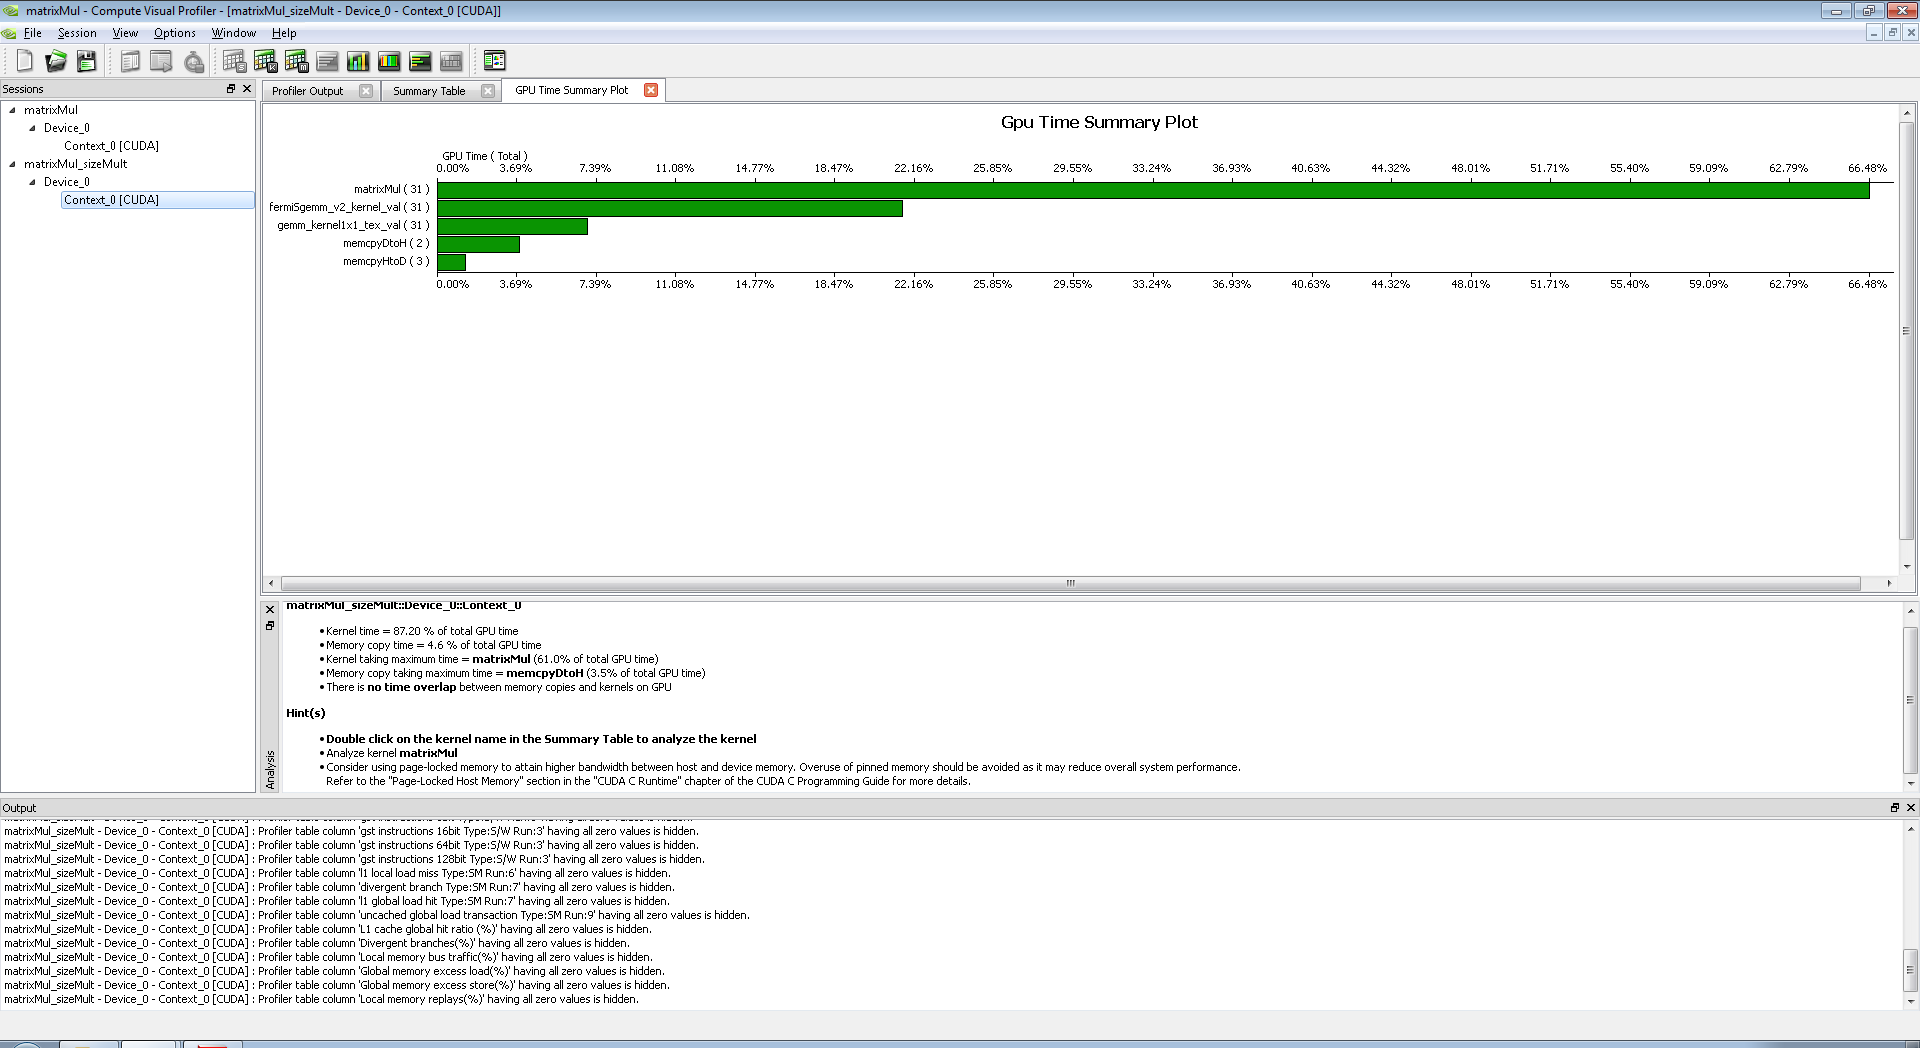 matrixMul - Compute Visual Profiler - [matrixMul_sizeMult - Device_0 - Context_0 [CUDA]]
File Session View Options Window Help
Sessions
matrixMul
Device_0
Context_0 [CUDA]
matrixMul_sizeMult
Device_0
Context_0 [CUDA]
Profiler Output Summary Table GPU Time Summary Plot
Gpu Time Summary Plot
GPU Time ( Total )
0.00% 3.69% 7.39% 11.08% 14.77% 18.47% 22.16% 25.85% 29.55% 33.24% 36.93% 40.63% 44.32% 48.01% 51.71% 55.40% 59.09% 62.79% 66.48%
matrixMul ( 31 )
fermiSgemm_v2_kernel_val ( 31 )
gemm_kernel1x1_tex_val ( 31 )
memcpyDtoH ( 2 )
memcpyHtoD ( 3 )
0.00% 3.69% 7.39% 11.08% 14.77% 18.47% 22.16% 25.85% 29.55% 33.24% 36.93% 40.63% 44.32% 48.01% 51.71% 55.40% 59.09% 62.79% 66.48%
Analysis
matrixMul_sizeMult::Device_0::Context_0
•Kernel time = 87.20 % of total GPU time
•Memory copy time = 4.6 % of total GPU time
•Kernel taking maximum time = matrixMul (61.0% of total GPU time)
•Memory copy taking maximum time = memcpyDtoH (3.5% of total GPU time)
•There is no time overlap between memory copies and kernels on GPU
Hint(s)
•Double click on the kernel name in the Summary Table to analyze the kernel
•Analyze kernel matrixMul
•Consider using page-locked memory to attain higher bandwidth between host and device memory. Overuse of pinned memory should be avoided as it may reduce overall system performance.
Refer to the "Page-Locked Host Memory" section in the "CUDA C Runtime" chapter of the CUDA C Programming Guide for more details.
Output
matrixMul_sizeMult - Device_0 - Context_0 [CUDA] : Profiler table column 'gst instructions 16bit Type:S/W Run:3' having all zero values is hidden.
matrixMul_sizeMult - Device_0 - Context_0 [CUDA] : Profiler table column 'gst instructions 64bit Type:S/W Run:3' having all zero values is hidden.
matrixMul_sizeMult - Device_0 - Context_0 [CUDA] : Profiler table column 'gst instructions 128bit Type:S/W Run:3' having all zero values is hidden.
matrixMul_sizeMult - Device_0 - Context_0 [CUDA] : Profiler table column 'l1 local load miss Type:SM Run:6' having all zero values is hidden.
matrixMul_sizeMult - Device_0 - Context_0 [CUDA] : Profiler table column 'divergent branch Type:SM Run:7' having all zero values is hidden.
matrixMul_sizeMult - Device_0 - Context_0 [CUDA] : Profiler table column 'l1 global load hit Type:SM Run:7' having all zero values is hidden.
matrixMul_sizeMult - Device_0 - Context_0 [CUDA] : Profiler table column 'uncached global load transaction Type:SM Run:9' having all zero values is hidden.
matrixMul_sizeMult - Device_0 - Context_0 [CUDA] : Profiler table column 'L1 cache global hit ratio (%)' having all zero values is hidden.
matrixMul_sizeMult - Device_0 - Context_0 [CUDA] : Profiler table column 'Divergent branches(%)' having all zero values is hidden.
matrixMul_sizeMult - Device_0 - Context_0 [CUDA] : Profiler table column 'Local memory bus traffic(%)' having all zero values is hidden.
matrixMul_sizeMult - Device_0 - Context_0 [CUDA] : Profiler table column 'Global memory excess load(%)' having all zero values is hidden.
matrixMul_sizeMult - Device_0 - Context_0 [CUDA] : Profiler table column 'Global memory excess store(%)' having all zero values is hidden.
matrixMul_sizeMult - Device_0 - Context_0 [CUDA] : Profiler table column 'Local memory replays(%)' having all zero values is hidden.